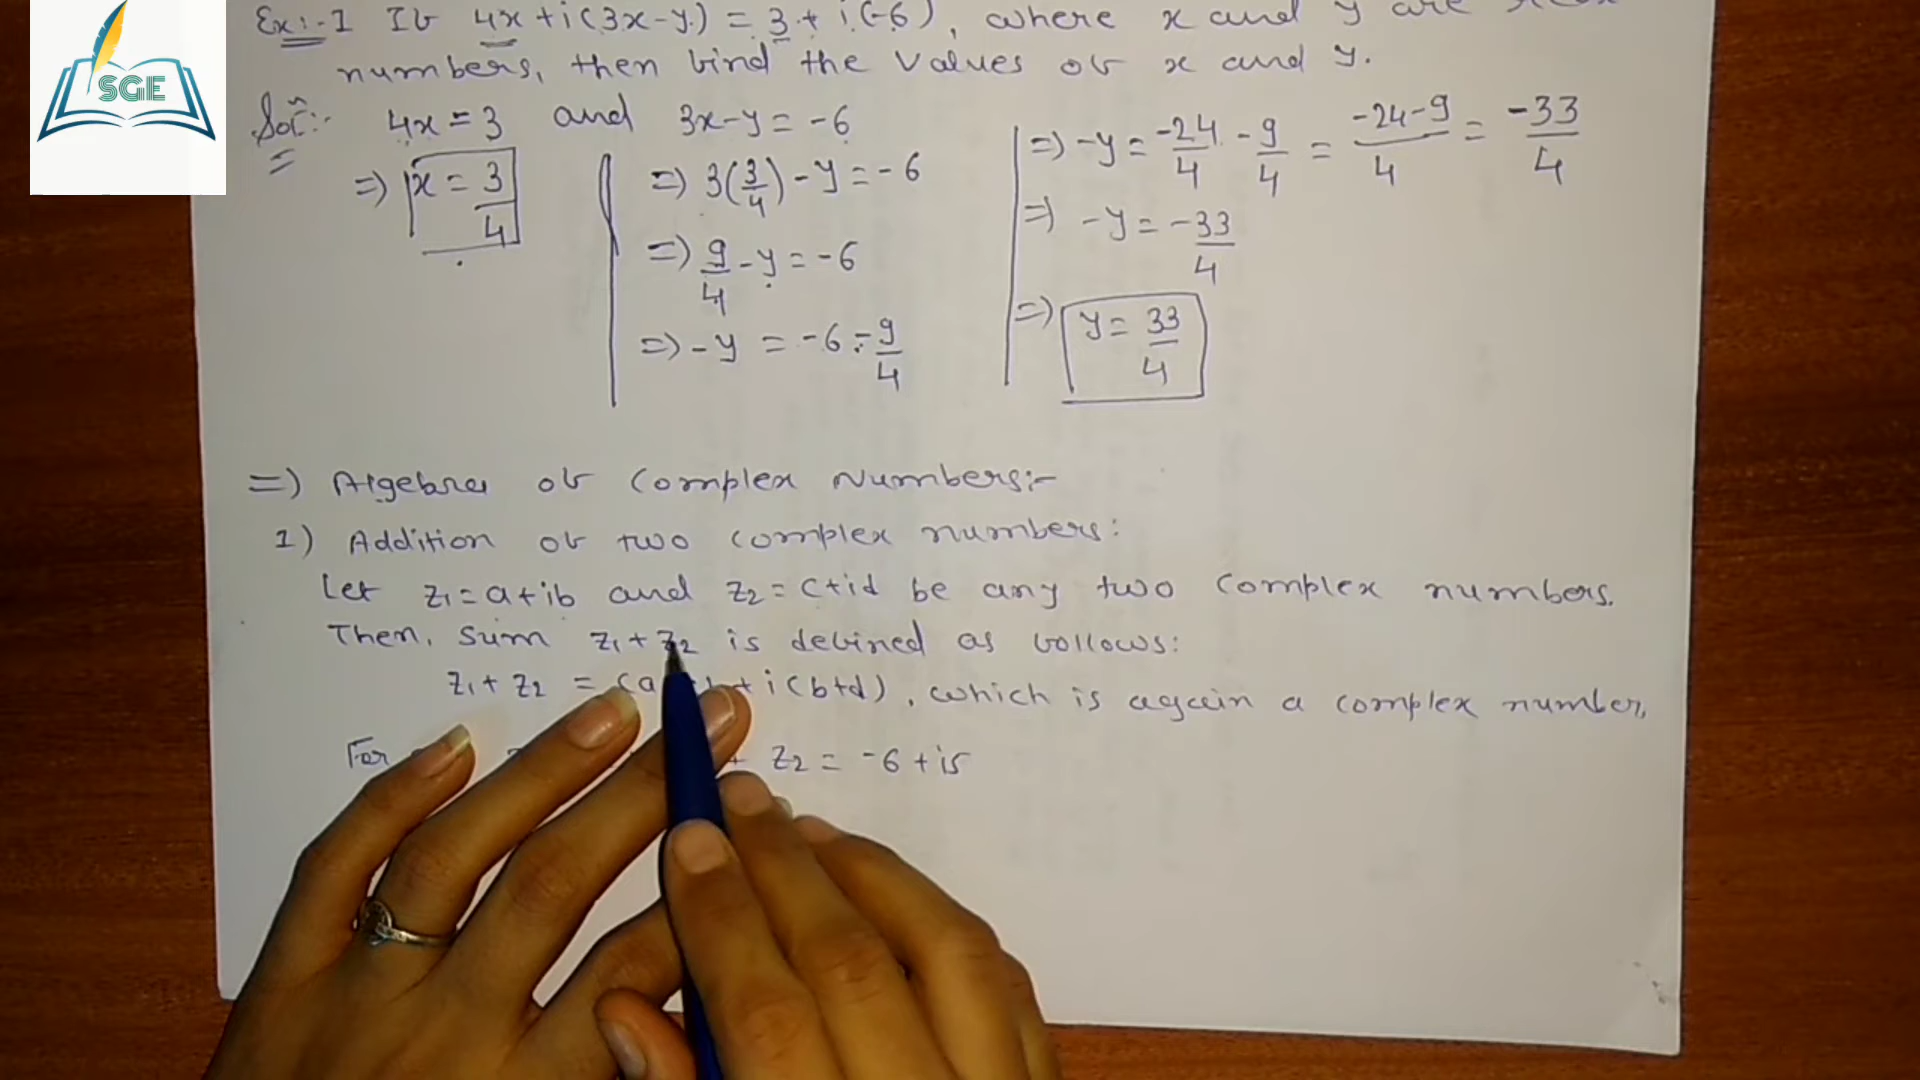 SGE
Ex:-1 If 4x+i(3x-y) = 3+i(-6), where x and y are real
numbers, then find the values of x and y.
Sol:- 4x=3 and 3x-y=-6
=> x=3/4
=> 3(3/4)-y=-6
=> 9/4-y=-6
=> -y=-6-9/4
=> -y=-24/4-9/4=-24-9/4=-33/4
=> -y=-33/4
=> y=33/4
=> Algebra of Complex Numbers:-
1) Addition of two complex numbers:
Let z1=a+ib and z2=c+id be any two complex numbers.
Then, Sum z1+z2 is defined as follows:
z1+z2 = (a +i(b+d), which is again a complex number,
For z2=-6+i5